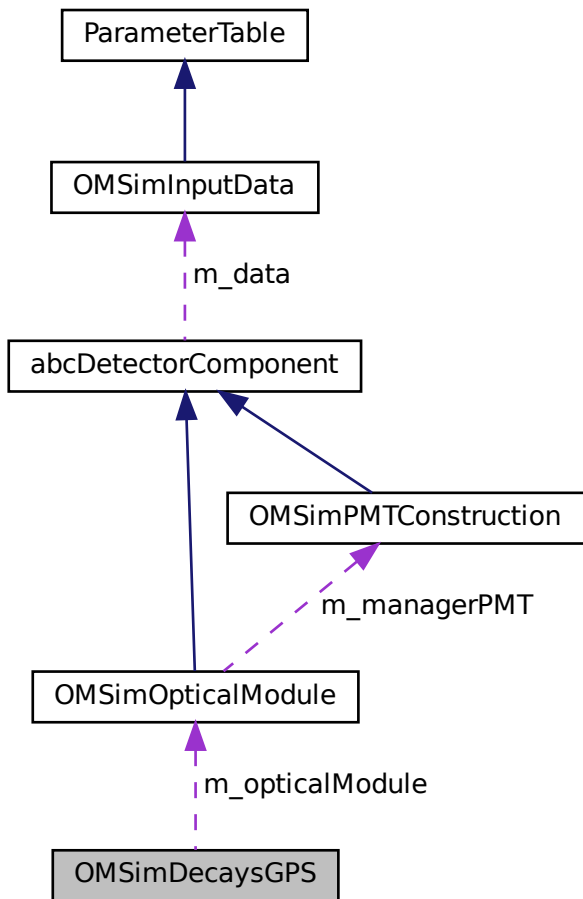 ParameterTable
OMSimInputData
m_data
abcDetectorComponent
OMSimPMTConstruction
m_managerPMT
OMSimOpticalModule
m_opticalModule
OMSimDecaysGPS